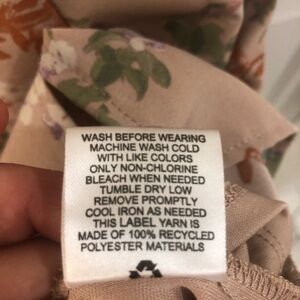 WASH BEFORE WEARING
MACHINE WASH COLD
WITH LIKE COLORS
ONLY NON-CHLORINE
BLEACH WHEN NEEDED
TUMBLE DRY LOW
REMOVE PROMPTLY
COOL IRON AS NEEDED
THIS LABEL YARN IS
MADE OF 100% RECYCLED
POLYESTER MATERIALS